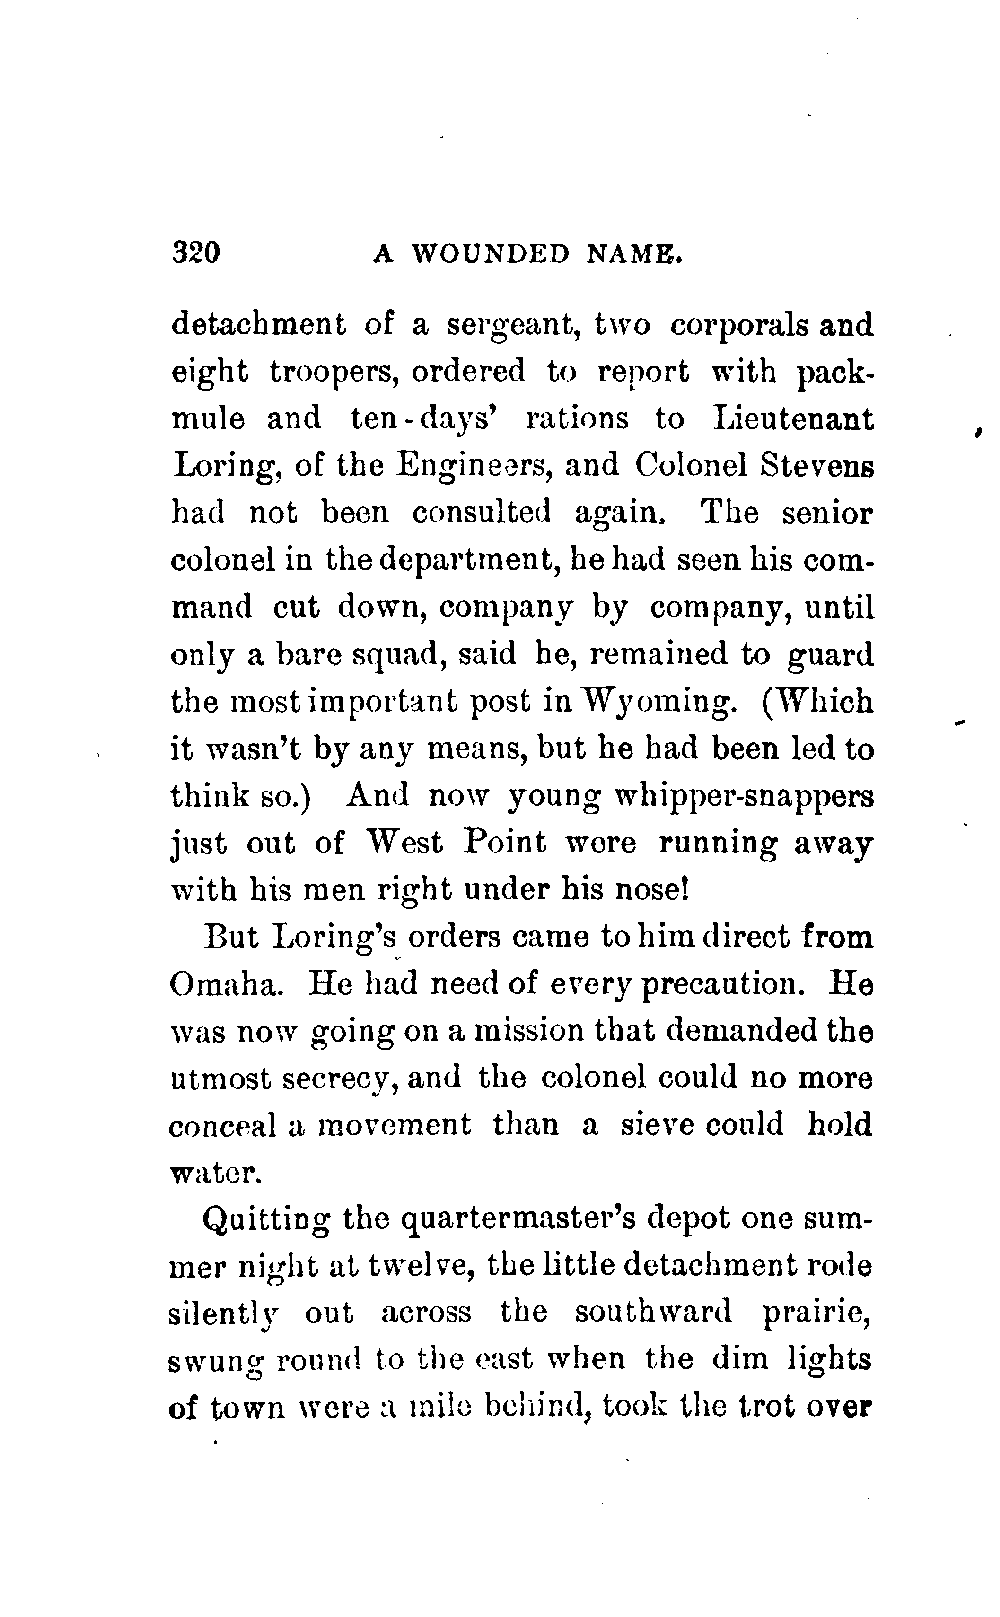 320 A WOUNDED NAME.
detachment of a sergeant, two corporals and
eight troopers, ordered to report with pack-
mule and ten-days' rations to Lieutenant
Loring, of the Engineers, and Colonel Stevens
had not been consulted again. The senior
colonel in the department, he had seen his com-
mand cut down, company by company, until
only a bare squad, said he, remained to guard
the most important post in Wyoming. (Which
it wasn't by any means, but he had been led to
think so.) And now young whipper-snappers
just out of West Point were running away
with his men right under his nose!
But Loring's orders came to him direct from
Omaha. He had need of every precaution. He
was now going on a mission that demanded the
utmost secrecy, and the colonel could no more
conceal a movement than a sieve could hold
water.
Quitting the quartermaster's depot one sum-
mer night at twelve, the little detachment rode
silently out across the southward prairie,
swung round to the east when the dim lights
of town were a mile behind, took the trot over